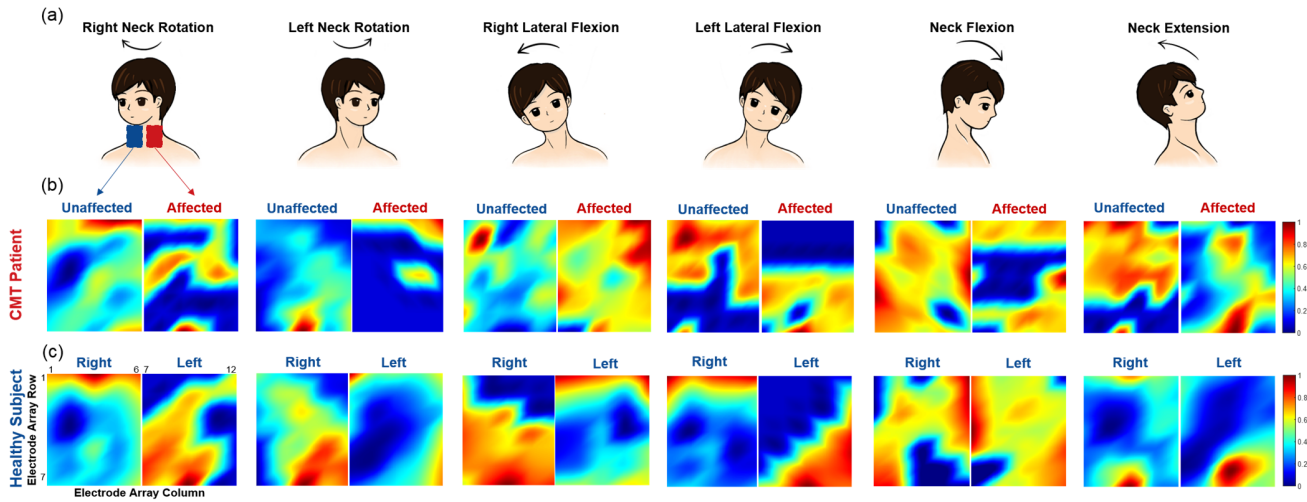 (a)
Right Neck Rotation
Left Neck Rotation
Right Lateral Flexion
Left Lateral Flexion
Neck Flexion
Neck Extension
(b)
CMT Patient
Unaffected Affected
Unaffected Affected
Unaffected Affected
Unaffected Affected
Unaffected Affected
Unaffected Affected
1
0.8
0.6
0.4
0.2
0
(c)
Healthy Subject
Electrode Array Row
Right Left
Right Left
Right Left
Right Left
Right Left
Right Left
1 6 7 12
1
7
Electrode Array Column
1
0.8
0.6
0.4
0.2
0